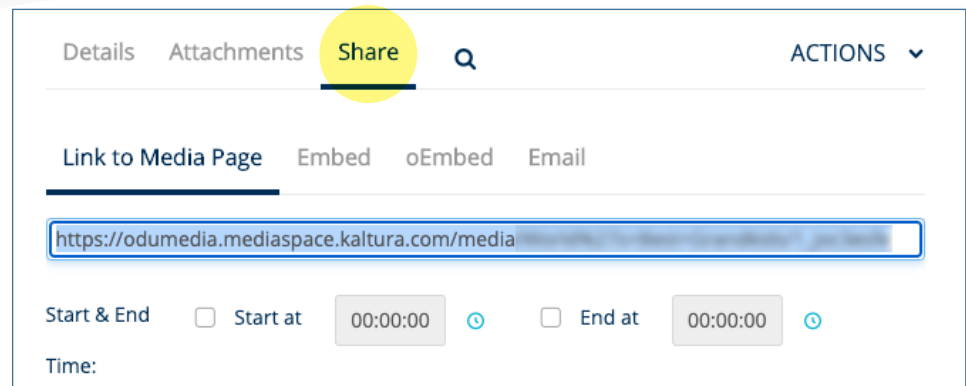 Details Attachments Share ACTIONS
Link to Media Page Embed oEmbed Email
https://odumedia.mediaspace.kaltura.com/media
Start & End Start at 00:00:00 End at 00:00:00
Time: